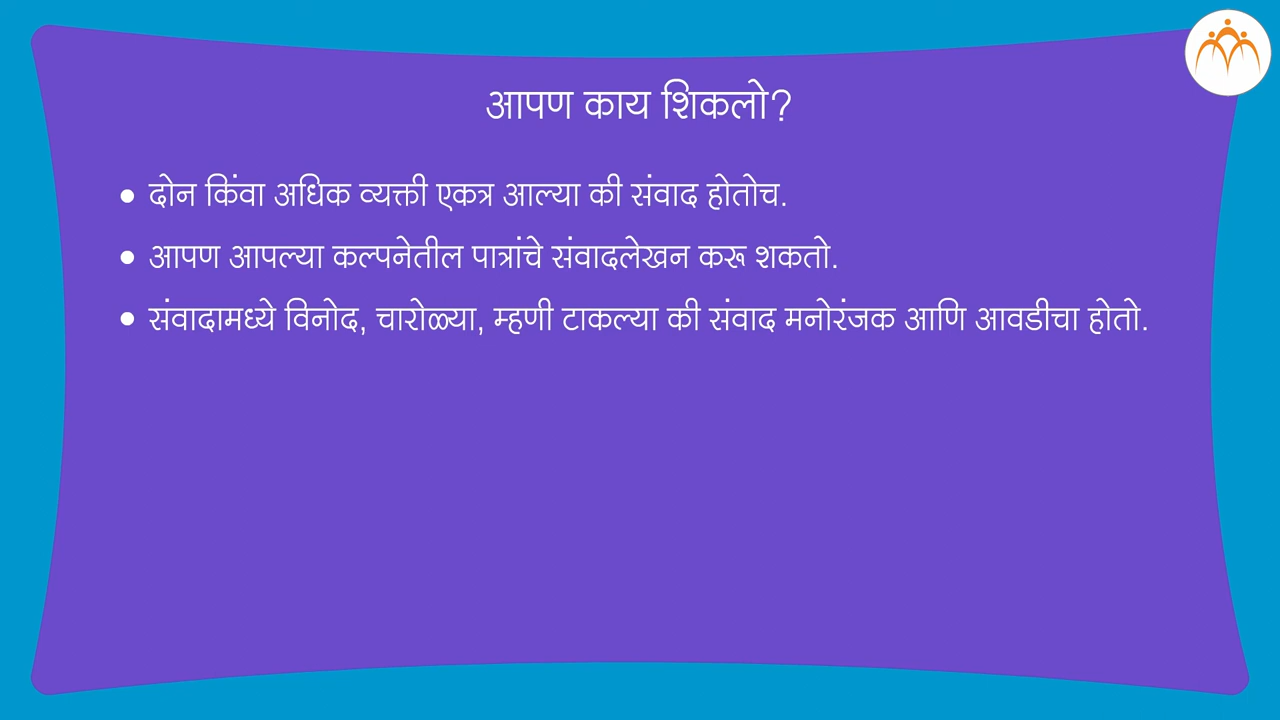 आपण काय शिकलो?
• दोन किंवा अधिक व्यक्ती एकत्र आल्या की संवाद होतोच.
• आपण आपल्या कल्पनेतील पात्रांचे संवादलेखन करू शकतो.
• संवादामध्ये विनोद, चारोळ्या, म्हणी टाकल्या की संवाद मनोरंजक आणि आवडीचा होतो.